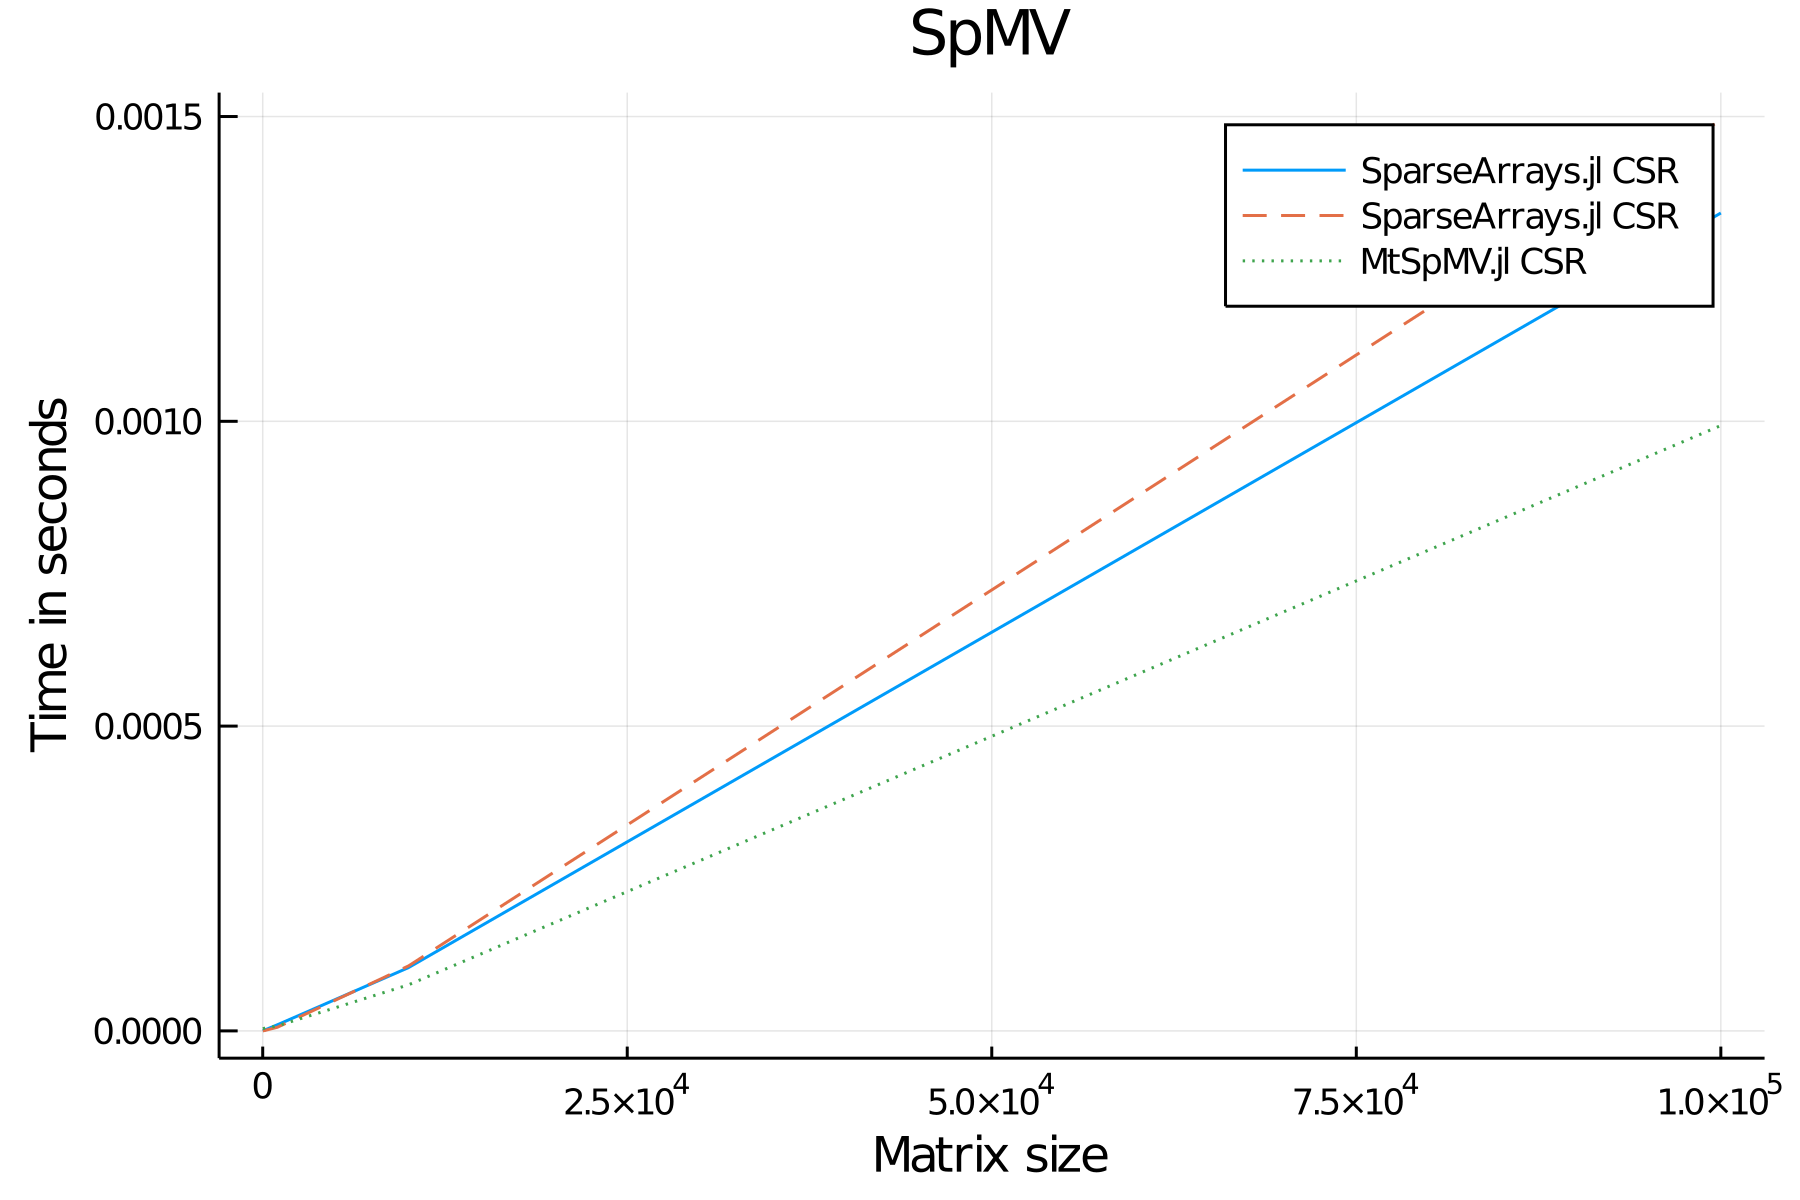 SpMV
0.0015
SparseArrays.jl CSR
SparseArrays.jl CSR
MtSpMV.jl CSR
0.0010
Time in seconds
0.0005
0.0000
0 2.5×10⁴ 5.0×10⁴ 7.5×10⁴ 1.0×10⁵
Matrix size